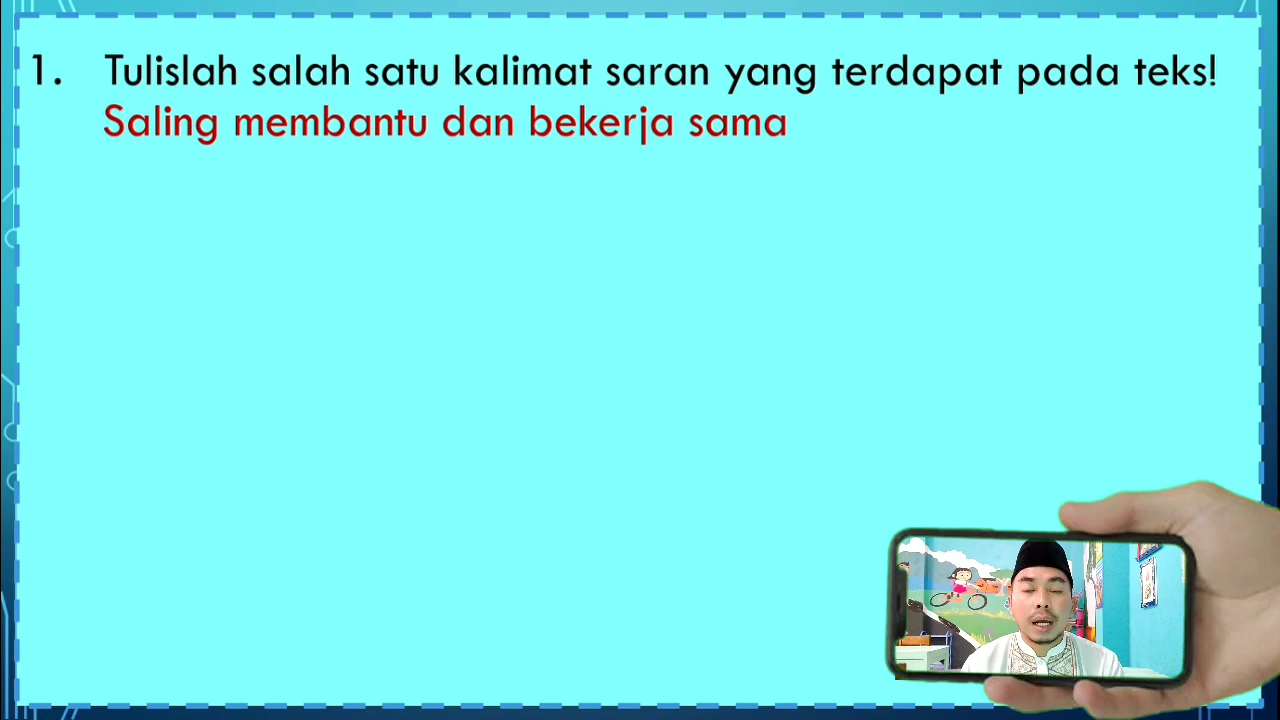 1. Tulislah salah satu kalimat saran yang terdapat pada teks!
Saling membantu dan bekerja sama